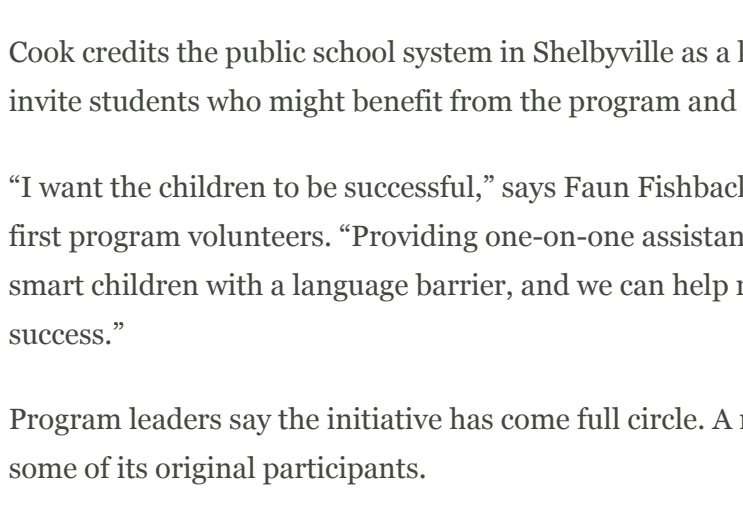 Cook credits the public school system in Shelbyville as a
invite students who might benefit from the program and
“I want the children to be successful,” says Faun
first program volunteers. “Providing one-on-one
smart children with a language barrier, and we can help
success.”
Program leaders say the initiative has come full circle. A
some of its original participants.